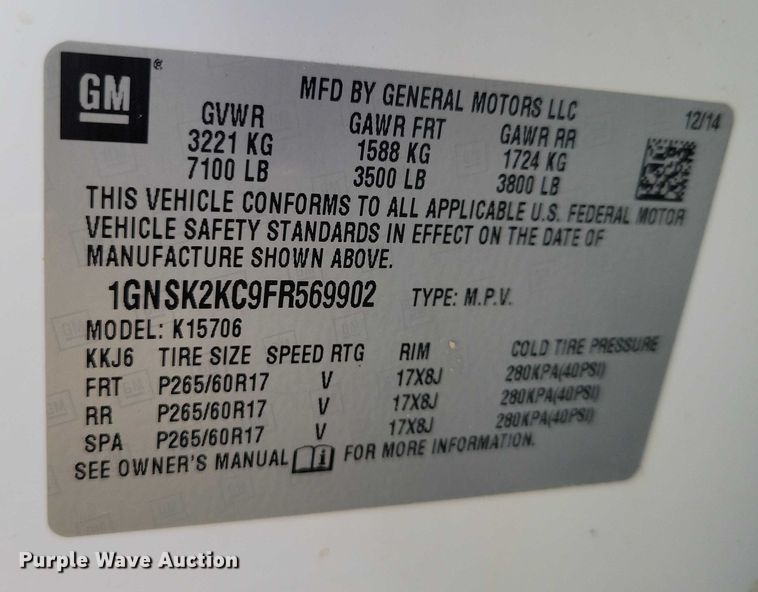 GM ®
MFD BY GENERAL MOTORS LLC
12/14
GVWR GAWR FRT GAWR RR
3221 KG 1588 KG 1724 KG
7100 LB 3500 LB 3800 LB
THIS VEHICLE CONFORMS TO ALL APPLICABLE U.S. FEDERAL MOTOR
VEHICLE SAFETY STANDARDS IN EFFECT ON THE DATE OF
MANUFACTURE SHOWN ABOVE.
1GNSK2KC9FR569902 TYPE: M.P.V.
MODEL: K15706
KKJ6 TIRE SIZE SPEED RTG RIM COLD TIRE PRESSURE
FRT P265/60R17 V 17X8J 280KPA(40PSI)
RR P265/60R17 V 17X8J 280KPA(40PSI)
SPA P265/60R17 V 17X8J 280KPA(40PSI)
SEE OWNER'S MANUAL i FOR MORE INFORMATION.
Purple Wave Auction